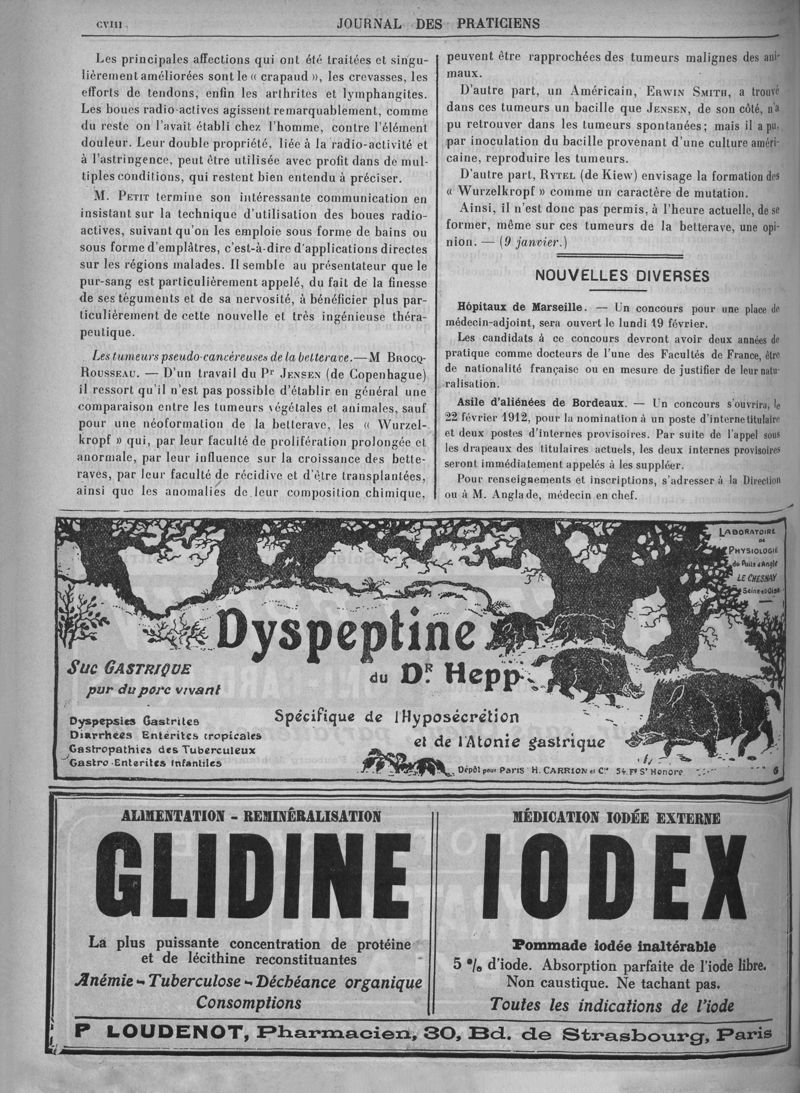 CVIII
JOURNAL DES PRATICIENS
Les principales affections qui ont été traitées et singu-
lièrement améliorées sont le « crapaud », les crevasses, les
efforts de tendons, enfin les arthrites et lymphangites.
Les boues radio-actives agissent remarquablement, comme
du reste on l'avait établi chez l'homme, contre l'élément
douleur. Leur double propriété, liée à la radio-activité et
à l'astringence, peut être utilisée avec profit dans de mul-
tiples conditions, qui restent bien entendu à préciser.
M. PETIT termine son intéressante communication en
insistant sur la technique d'utilisation des boues radio-
actives, suivant qu'on les emploie sous forme de bains ou
sous forme d'emplâtres, c'est-à-dire d'applications directes
sur les régions malades. Il semble au présentateur que le
pur-sang est particulièrement appelé, du fait de la finesse
de ses téguments et de sa nervosité, à bénéficier plus par-
ticulièrement de cette nouvelle et très ingénieuse théra-
peutique.
Les tumeurs pseudo-cancéreuses de la betterave. — M BROCQ-
ROUSSEAU. — D'un travail du Pr JENSEN (de Copenhague)
il ressort qu'il n'est pas possible d'établir en général une
comparaison entre les tumeurs végétales et animales, sauf
pour une néoformation de la betterave, les « Wurzel-
kropf » qui, par leur faculté de prolifération prolongée et
anormale, par leur influence sur la croissance des bette-
raves, par leur faculté de récidive et d'être transplantées,
ainsi que les anomalies de leur composition chimique,
peuvent être rapprochées des tumeurs malignes des ani-
maux.
D'autre part, un Américain, ERWIN SMITH, a trouvé
dans ces tumeurs un bacille que JENSEN, de son côté, n'a
pu retrouver dans les tumeurs spontanées; mais il a pu,
par inoculation du bacille provenant d'une culture améri-
caine, reproduire les tumeurs.
D'autre part, RYTEL (de Kiew) envisage la formation des
« Wurzelkropf » comme un caractère de mutation.
Ainsi, il n'est donc pas permis, à l'heure actuelle, de se
former, même sur ces tumeurs de la betterave, une opi-
nion. — (9 janvier.)
NOUVELLES DIVERSES
Hôpitaux de Marseille. — Un concours pour une place de
médecin-adjoint, sera ouvert le lundi 19 février.
Les candidats à ce concours devront avoir deux années de
pratique comme docteurs de l'une des Facultés de France, être
de nationalité française ou en mesure de justifier de leur natu-
ralisation.
Asile d'aliénées de Bordeaux. — Un concours s'ouvrira, le
22 février 1912, pour la nomination à un poste d'interne titulaire
et deux postes d'internes provisoires. Par suite de l'appel sous
les drapeaux des titulaires actuels, les deux internes provisoires
seront immédiatement appelés à les suppléer.
Pour renseignements et inscriptions, s'adresser à la Direction
ou à M. Anglade, médecin en chef.
LABORATOIRE
DE
PHYSIOLOGIE
du Puits d'Angle
LE CHESNAY
Seine et Oise
Dyspeptine
du DR Hepp
SUC GASTRIQUE
pur du porc vivant
Spécifique de l'Hyposécrétion
et de l'Atonie gastrique
Dyspepsies Gastrites
Diarrhées Enterites tropicales
Gastropathies des Tuberculeux
Gastro-Enterites Infantiles
Dépôt pour PARIS H. CARRION et Cie 54, Fg St Honoré
6
ALIMENTATION - REMINÉRALISATION
GLIDINE
La plus puissante concentration de protéine
et de lécithine reconstituantes
Anémie - Tuberculose - Déchéance organique
Consomptions
MÉDICATION IODÉE EXTERNE
IODEX
Pommade iodée inaltérable
5 % d'iode. Absorption parfaite de l'iode libre.
Non caustique. Ne tachant pas.
Toutes les indications de l'iode
P LOUDENOT, Pharmacien, 30, Bd. de Strasbourg, Paris